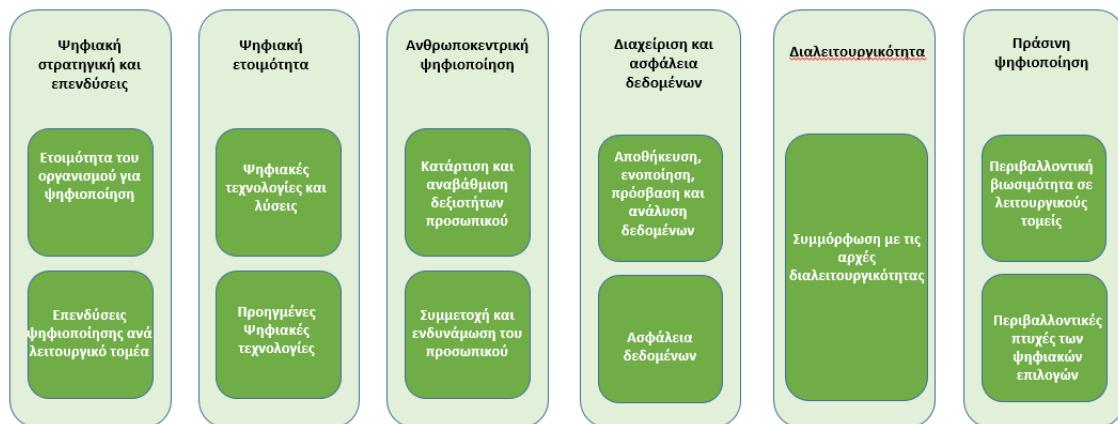 Ψηφιακή
στρατηγική και
επενδύσεις
Ετοιμότητα του
οργανισμού για
ψηφιοποίηση
Επενδύσεις
ψηφιοποίησης ανά
λειτουργικό τομέα
Ψηφιακή
ετοιμότητα
Ψηφιακές
τεχνολογίες και
λύσεις
Προηγμένες
Ψηφιακές
τεχνολογίες
Ανθρωποκεντρική
ψηφιοποίηση
Κατάρτιση και
αναβάθμιση
δεξιοτήτων
προσωπικού
Συμμετοχή και
ενδυνάμωση του
προσωπικού
Διαχείριση και
ασφάλεια
δεδομένων
Αποθήκευση,
ενοποίηση,
πρόσβαση και
ανάλυση
δεδομένων
Ασφάλεια
δεδομένων
Διαλειτουργικότητα
Συμμόρφωση με τις
αρχές
διαλειτουργικότητας
Πράσινη
ψηφιοποίηση
Περιβαλλοντική
βιωσιμότητα σε
λειτουργικούς
τομείς
Περιβαλλοντικές
πτυχές των
ψηφιακών
επιλογών